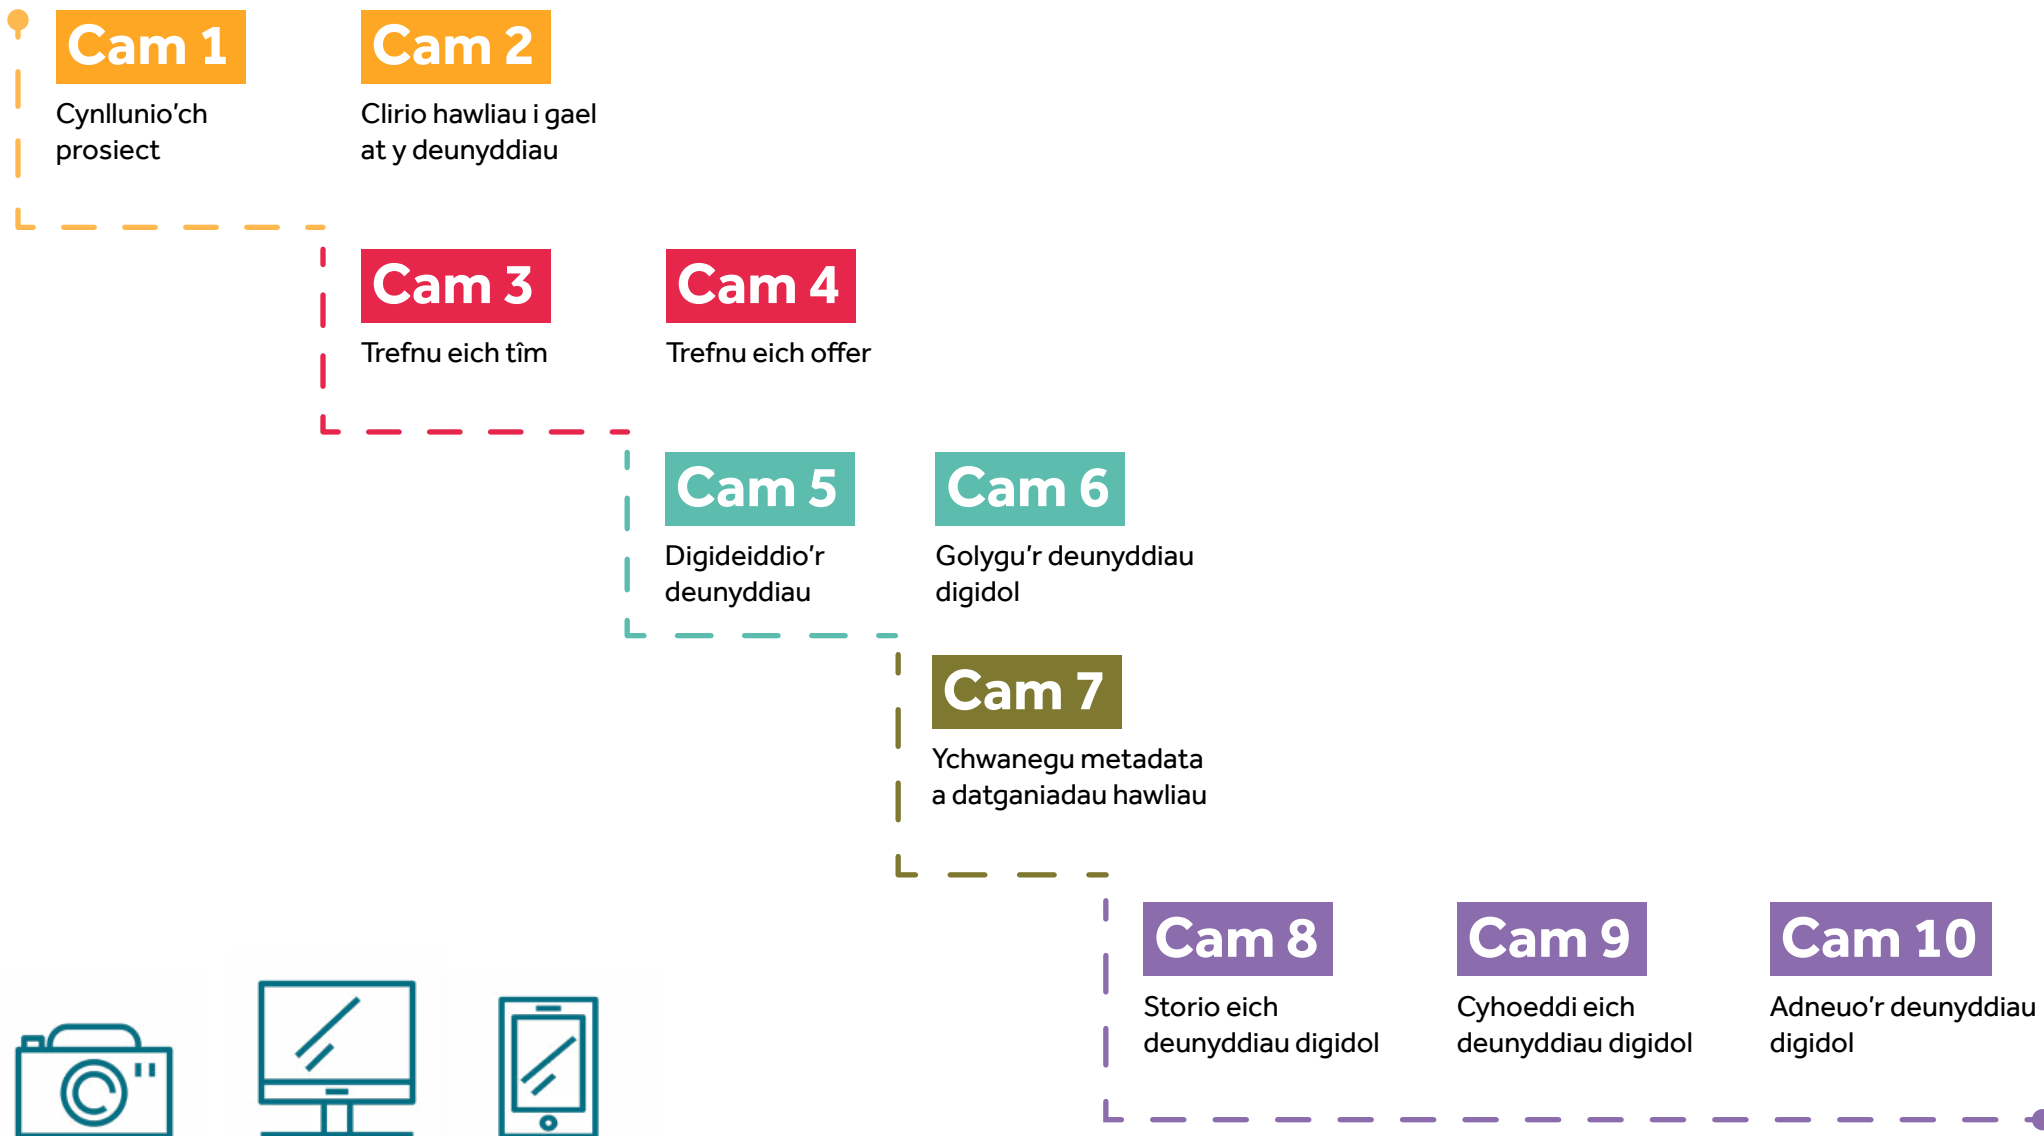 Cam 1
Cynllunio'ch
prosiect
Cam 2
Clirio hawliau i gael
at y deunyddiau
Cam 3
Trefnu eich tîm
Cam 4
Trefnu eich offer
Cam 5
Digideiddio'r
deunyddiau
Cam 6
Golygu'r deunyddiau
digidol
Cam 7
Ychwanegu metadata
a datganiadau hawliau
Cam 8
Storio eich
deunyddiau digidol
Cam 9
Cyhoeddi eich
deunyddiau digidol
Cam 10
Adneuo'r deunyddiau
digidol